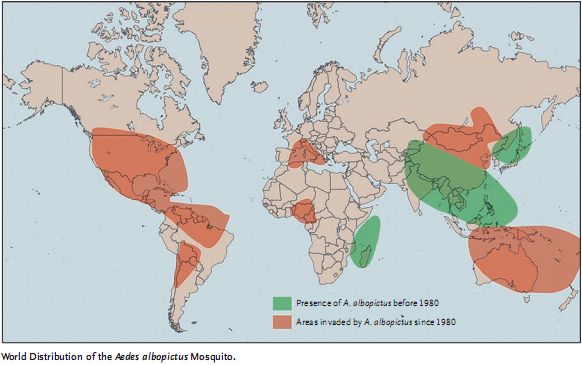 Presence of A. albopictus before 1980
Areas invaded by A. albopictus since 1980
World Distribution of the Aedes albopictus Mosquito.